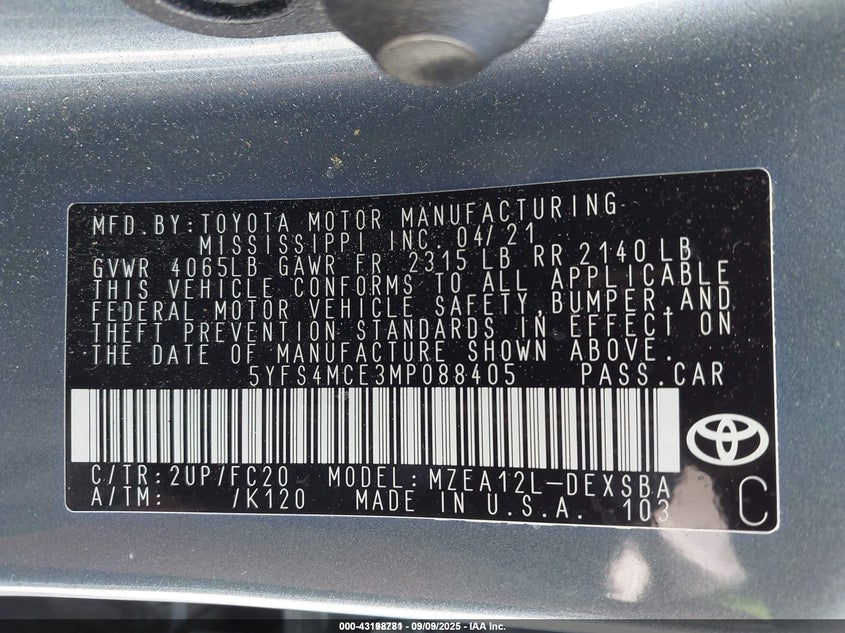 MFD.BY:TOYOTA MOTOR MANUFACTURING
- MISSISSIPPI INC. 04/21
GVWR 4065LB GAWR FR 2315 LB RR 2140 LB
THIS VEHICLE CONFORMS TO ALL APPLICABLE
FEDERAL MOTOR VEHICLE SAFETY,BUMPER,AND
THEFT PREVENTION STANDARDS IN EFFECT ON
THE DATE OF MANUFACTURE SHOWN ABOVE.
5YFS4MCE3MP088405 PASS.CAR
C/TR:2UP/FC20 MODEL:MZEA12L-DEXSBA
A/TM: /K120 MADE IN U.S.A. 103
C
09/09/2025 - IAA Inc.